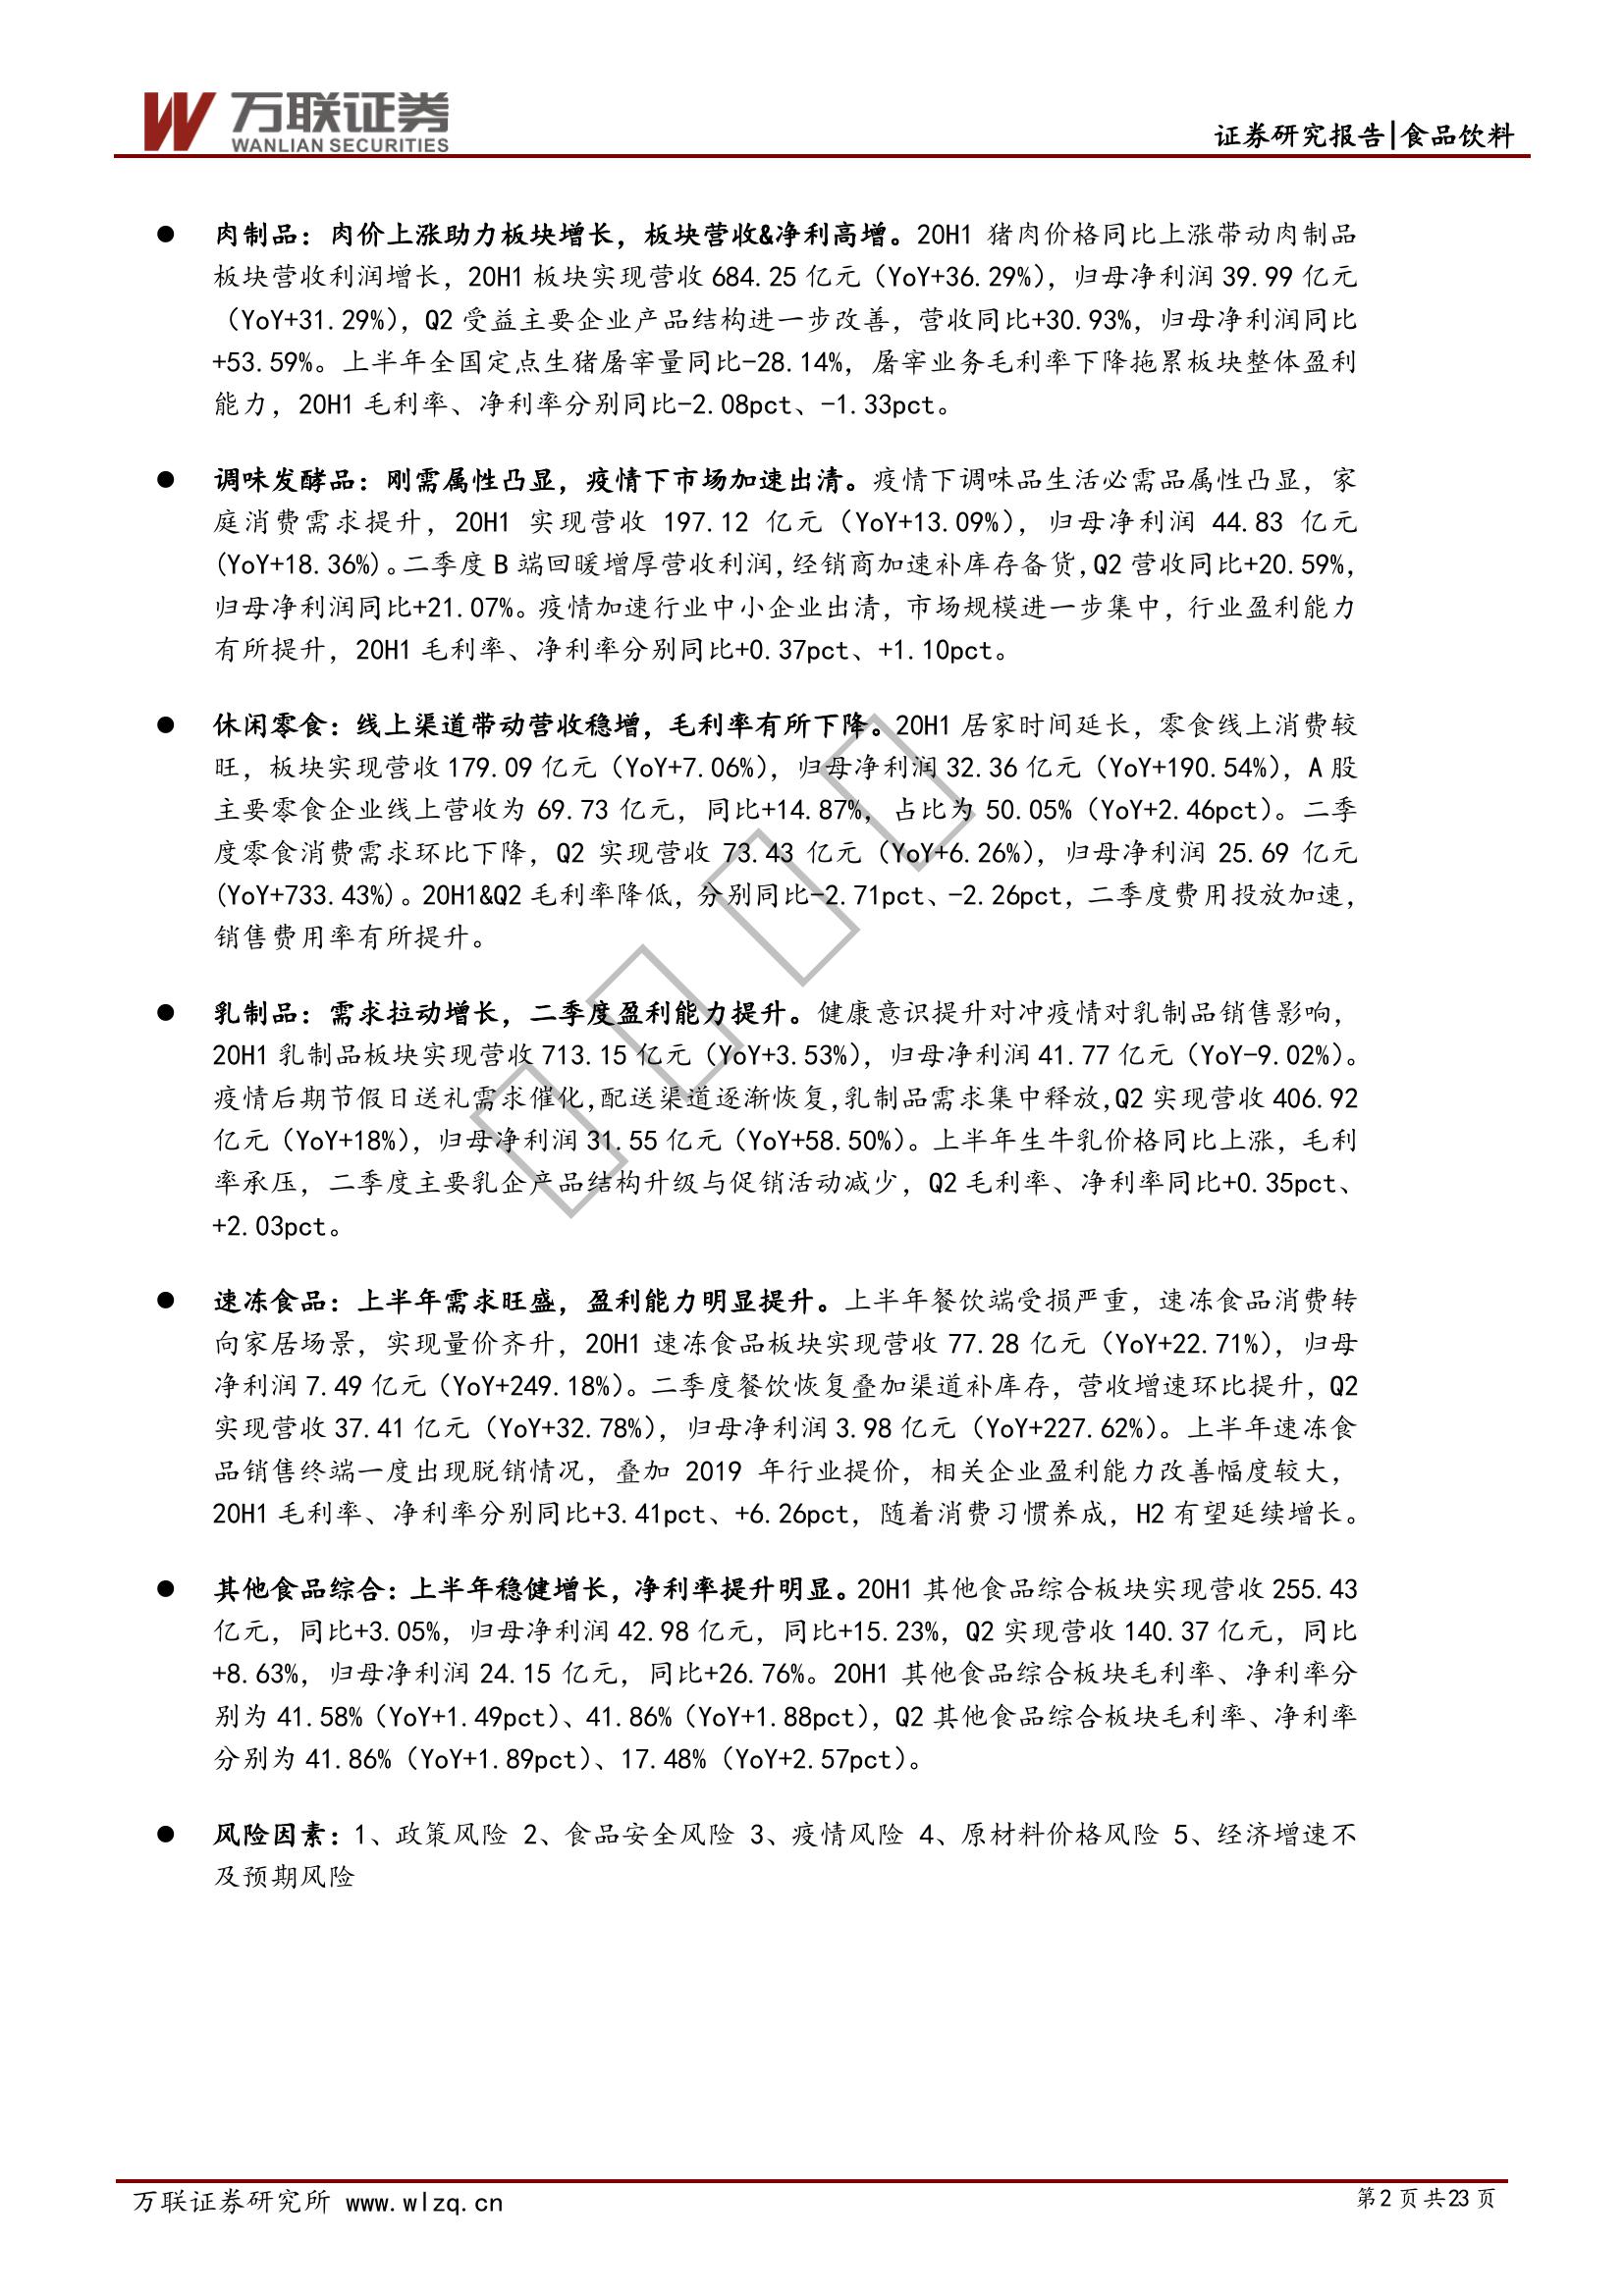 万联证券
WANLIAN SECURITIES
证券研究报告|食品饮料
● 肉制品：肉价上涨助力板块增长，板块营收&净利高增。20H1 猪肉价格同比上涨带动肉制品
板块营收利润增长，20H1 板块实现营收 684.25 亿元（YoY+36.29%），归母净利润 39.99 亿元
（YoY+31.29%），Q2 受益主要企业产品结构进一步改善，营收同比+30.93%，归母净利润同比
+53.59%。上半年全国定点生猪屠宰量同比-28.14%，屠宰业务毛利率下降拖累板块整体盈利
能力，20H1 毛利率、净利率分别同比-2.08pct、-1.33pct。
● 调味发酵品：刚需属性凸显，疫情下市场加速出清。疫情下调味品生活必需品属性凸显，家
庭消费需求提升，20H1 实现营收 197.12 亿元（YoY+13.09%），归母净利润 44.83 亿元
（YoY+18.36%）。二季度 B 端回暖增厚营收利润，经销商加速补库存备货，Q2 营收同比+20.59%，
归母净利润同比+21.07%。疫情加速行业中小企业出清，市场规模进一步集中，行业盈利能力
有所提升，20H1 毛利率、净利率分别同比+0.37pct、+1.10pct。
● 休闲零食：线上渠道带动营收稳增，毛利率有所下降。20H1 居家时间延长，零食线上消费较
旺，板块实现营收 179.09 亿元（YoY+7.06%），归母净利润 32.36 亿元（YoY+190.54%），A 股
主要零食企业线上营收为 69.73 亿元，同比+14.87%，占比为 50.05%（YoY+2.46pct）。二季
度零食消费需求环比下降，Q2 实现营收 73.43 亿元（YoY+6.26%），归母净利润 25.69 亿元
（YoY+733.43%）。20H1&Q2 毛利率降低，分别同比-2.71pct、-2.26pct，二季度费用投放加速，
销售费用率有所提升。
● 乳制品：需求拉动增长，二季度盈利能力提升。健康意识提升对冲疫情对乳制品销售影响，
20H1 乳制品板块实现营收 713.15 亿元（YoY+3.53%），归母净利润 41.77 亿元（YoY-9.02%）。
疫情后期节假日送礼需求催化，配送渠道逐渐恢复，乳制品需求集中释放，Q2 实现营收 406.92
亿元（YoY+18%），归母净利润 31.55 亿元（YoY+58.50%）。上半年生牛乳价格同比上涨，毛利
率承压，二季度主要乳企产品结构升级与促销活动减少，Q2 毛利率、净利率同比+0.35pct、
+2.03pct。
● 速冻食品：上半年需求旺盛，盈利能力明显提升。上半年餐饮端受损严重，速冻食品消费转
向家居场景，实现量价齐升，20H1 速冻食品板块实现营收 77.28 亿元（YoY+22.71%），归母
净利润 7.49 亿元（YoY+249.18%）。二季度餐饮恢复叠加渠道补库存，营收增速环比提升，Q2
实现营收 37.41 亿元（YoY+32.78%），归母净利润 3.98 亿元（YoY+227.62%）。上半年速冻食
品销售终端一度出现脱销情况，叠加 2019 年行业提价，相关企业盈利能力改善幅度较大，
20H1 毛利率、净利率分别同比+3.41pct、+6.26pct，随着消费习惯养成，H2 有望延续增长。
● 其他食品综合：上半年稳健增长，净利率提升明显。20H1 其他食品综合板块实现营收 255.43
亿元，同比+3.05%，归母净利润 42.98 亿元，同比+15.23%，Q2 实现营收 140.37 亿元，同比
+8.63%，归母净利润 24.15 亿元，同比+26.76%。20H1 其他食品综合板块毛利率、净利率分
别为 41.58%（YoY+1.49pct）、41.86%（YoY+1.88pct），Q2 其他食品综合板块毛利率、净利率
分别为 41.86%（YoY+1.89pct）、17.48%（YoY+2.57pct）。
● 风险因素：1、政策风险 2、食品安全风险 3、疫情风险 4、原材料价格风险 5、经济增速不
及预期风险
万联证券研究所 www.wlzq.cn
第 2 页 共 23 页